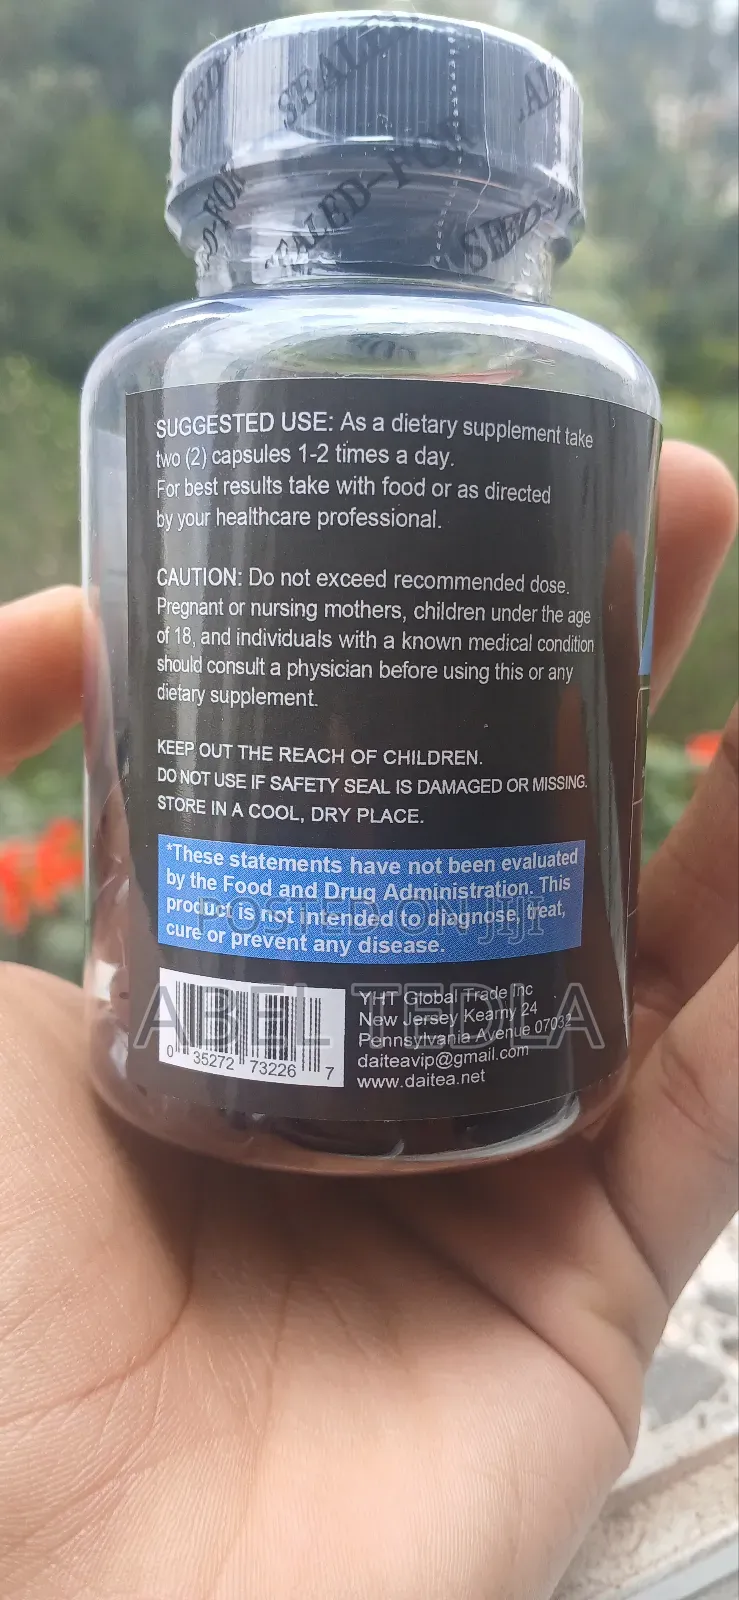 SEALED-FOR
SUGGESTED USE: As a dietary supplement take
two (2) capsules 1-2 times a day.
For best results take with food or as directed
by your healthcare professional.
CAUTION: Do not exceed recommended dose.
Pregnant or nursing mothers, children under the age
of 18, and individuals with a known medical condition
should consult a physician before using this or any
dietary supplement.
KEEP OUT THE REACH OF CHILDREN.
DO NOT USE IF SAFETY SEAL IS DAMAGED OR MISSING.
STORE IN A COOL, DRY PLACE.
*These statements have not been evaluated
by the Food and Drug Administration. This
product is not intended to diagnose, treat,
cure or prevent any disease.
POSTED ON JIJI
ABEL TEDLA
YHT Global Trade Inc
New Jersey Kearny 24
Pennsylvania Avenue 07032
daiteavip@gmail.com
www.daitea.net
0 35272 73226 7